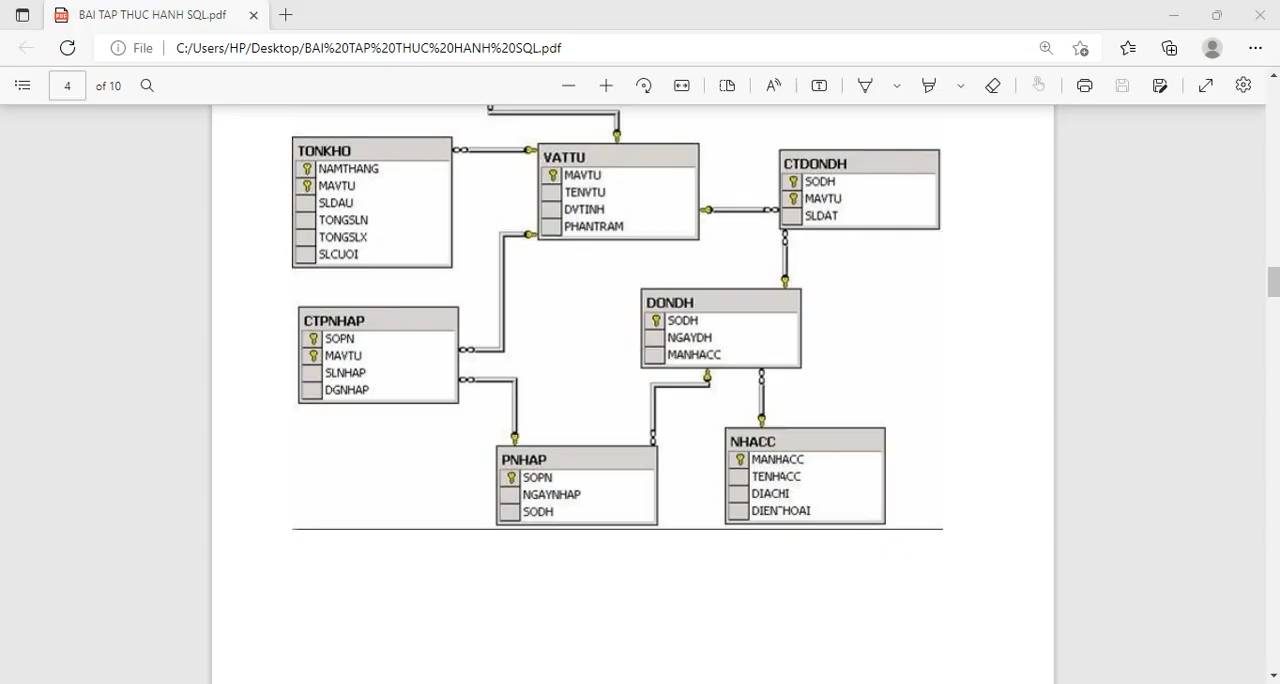 BAI TAP THUC HANH SQL.pdf
File
C:/Users/HP/Desktop/BAI%20TAP%20THUC%20HANH%20SQL.pdf
4 of 10
TONKHO
NAMTHANG
MAVTU
SLDAU
TONGSLN
TONGSLX
SLCUOI
VATTU
MAVTU
TENVTU
DVTINH
PHANTRAM
CTDONDH
SODH
MAVTU
SLDAT
CTPNHAP
SOPN
MAVTU
SLNHAP
DGNHAP
DONDH
SODH
NGAYDH
MANHACC
PNHAP
SOPN
NGAYNHAP
SODH
NHACC
MANHACC
TENHACC
DIACHI
DIENTHOAI